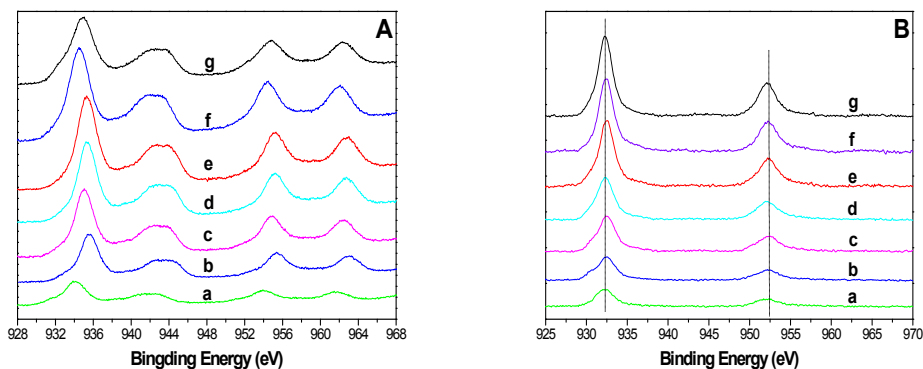 A
g
f
e
d
c
b
a
928 932 936 940 944 948 952 956 960 964 968
Bingding Energy (eV)
B
g
f
e
d
c
b
a
925 930 935 940 945 950 955 960 965 970
Binding Energy (eV)